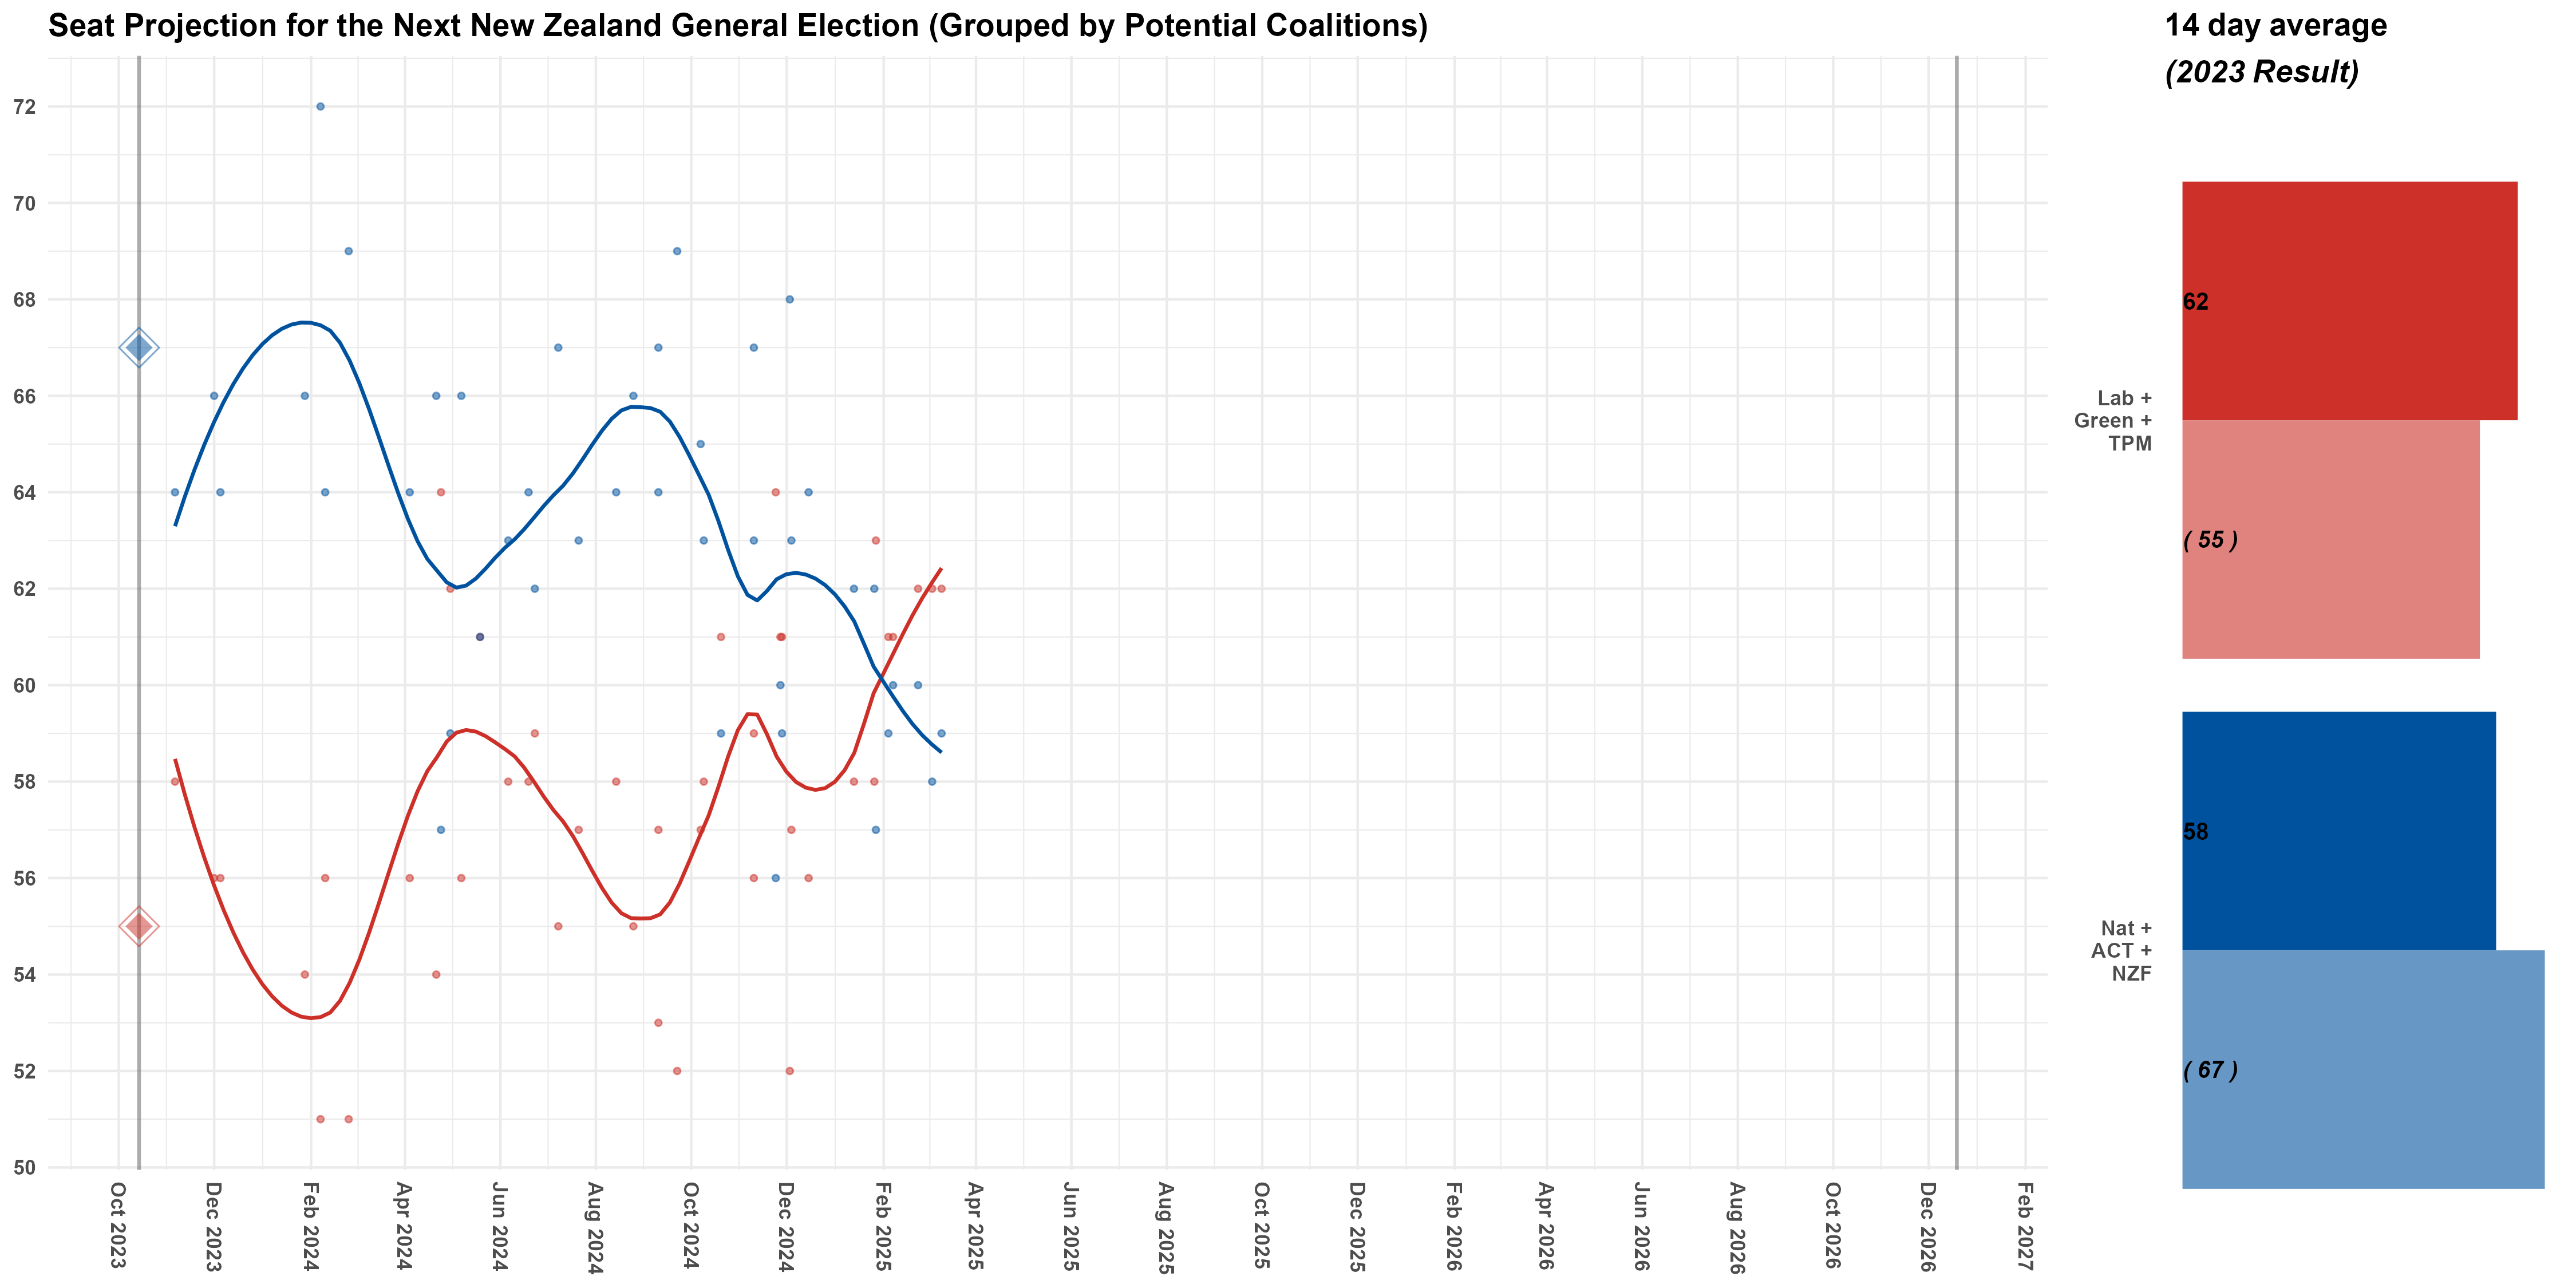 Seat Projection for the Next New Zealand General Election (Grouped by Potential Coalitions)
14 day average
(2023 Result)
72
70
68
66
64
62
60
58
56
54
52
50
Oct 2023
Dec 2023
Feb 2024
Apr 2024
Jun 2024
Aug 2024
Oct 2024
Dec 2024
Feb 2025
Apr 2025
Jun 2025
Aug 2025
Oct 2025
Dec 2025
Feb 2026
Apr 2026
Jun 2026
Aug 2026
Oct 2026
Dec 2026
Feb 2027
Lab +
Green +
TPM
62
( 55 )
Nat +
ACT +
NZF
58
( 67 )